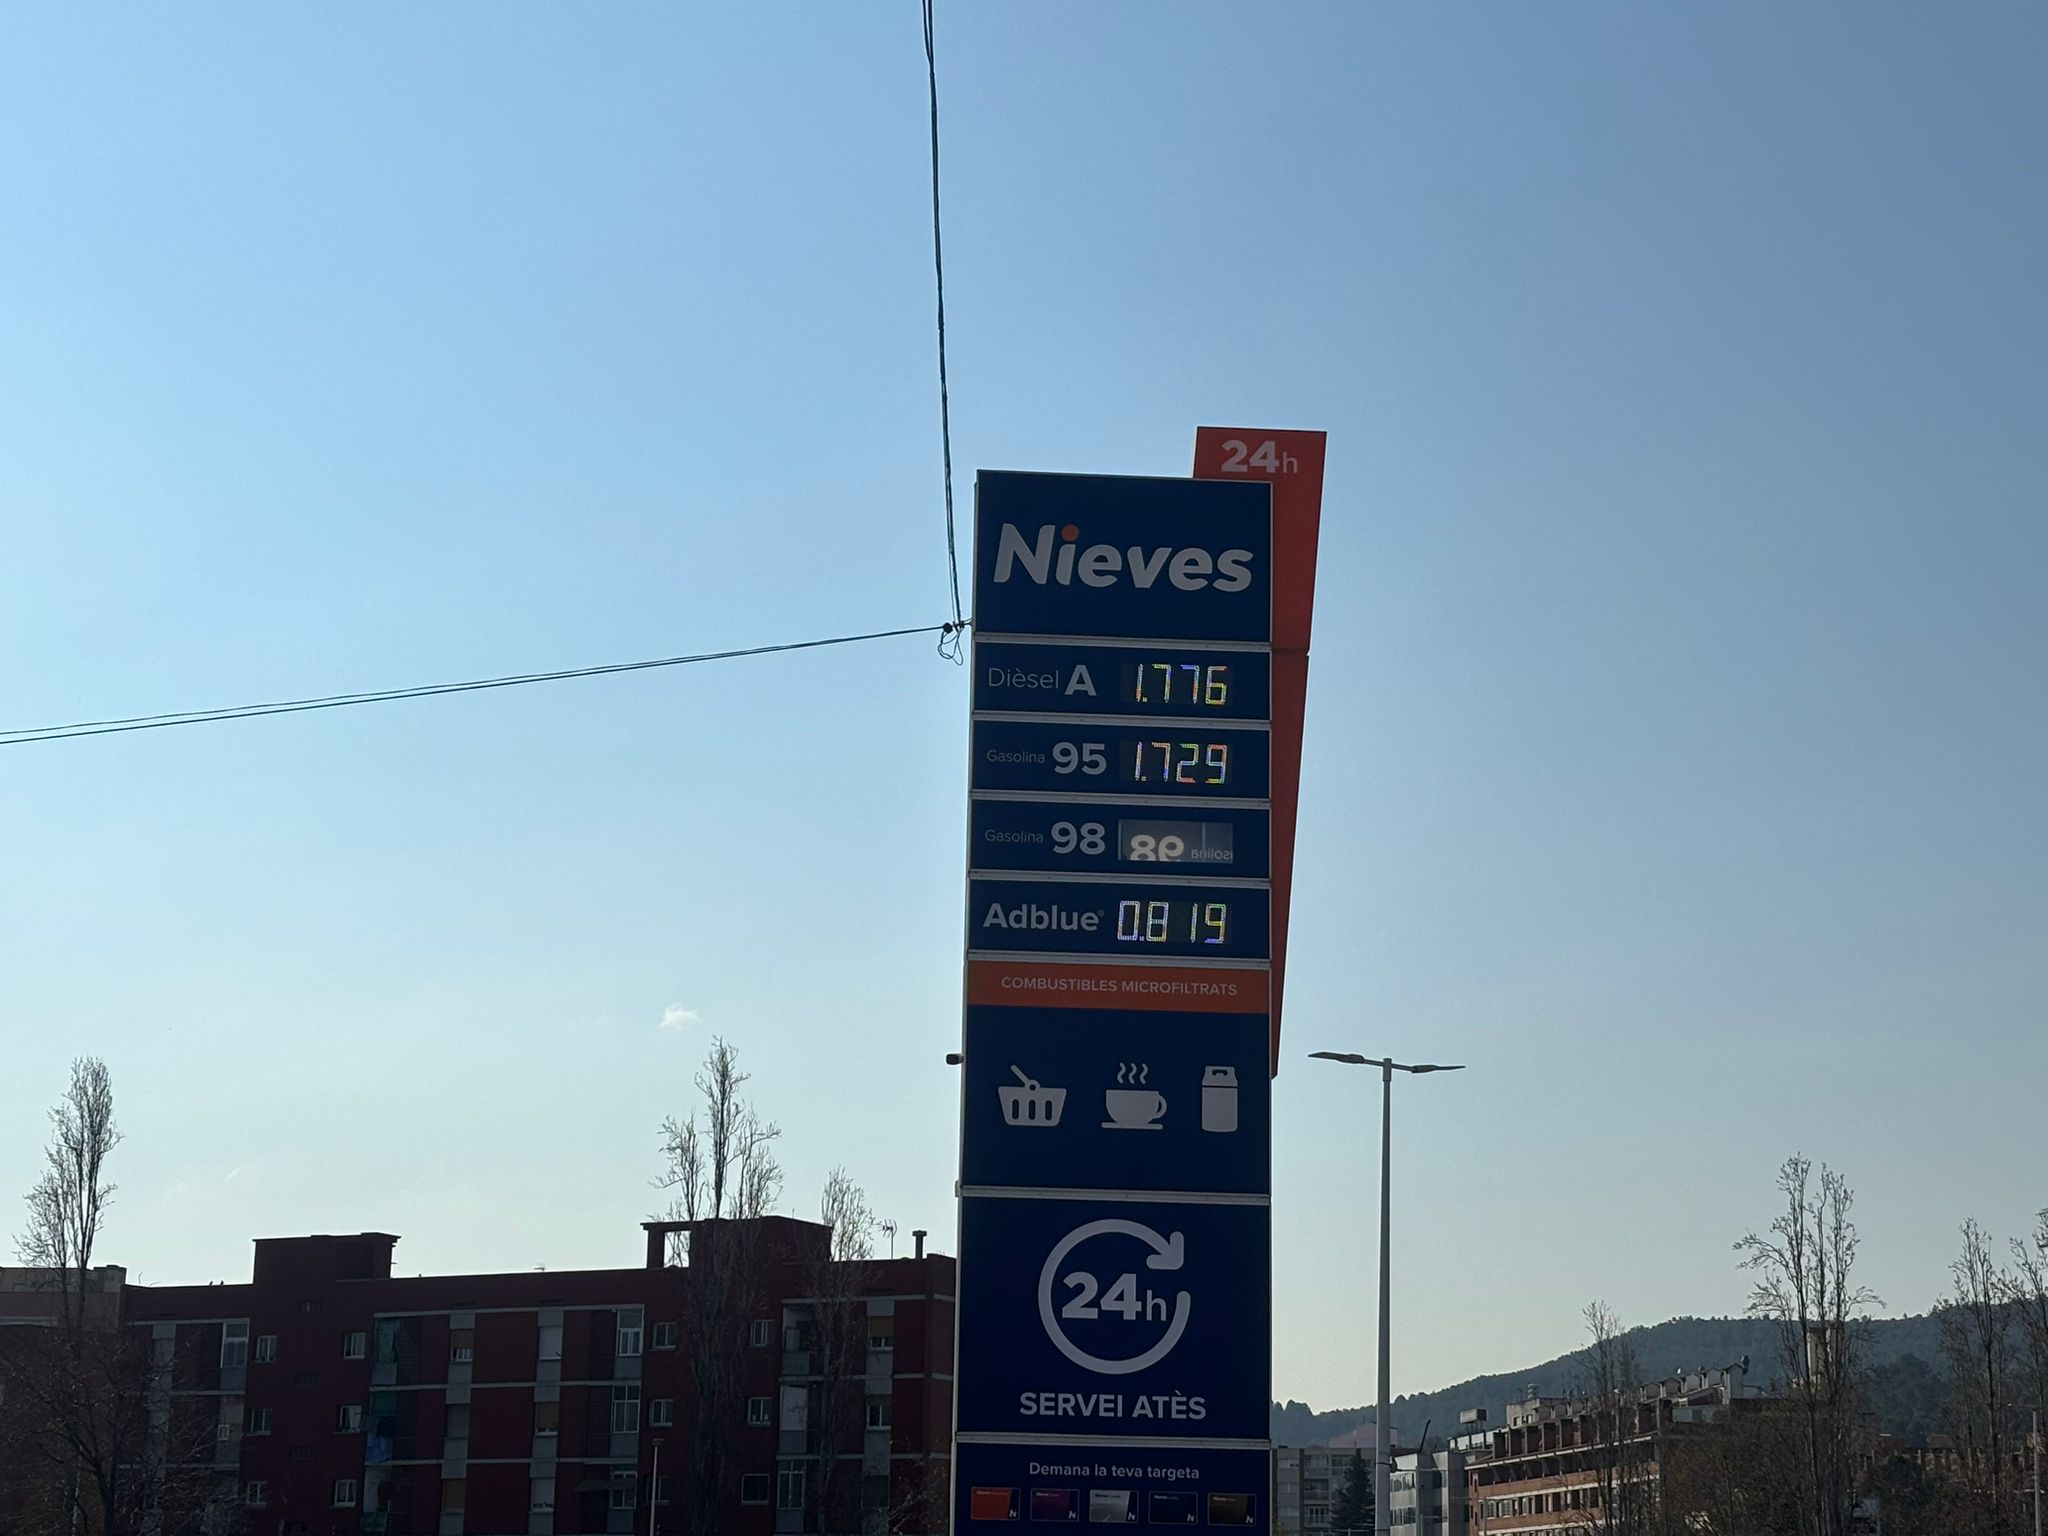 24h
Nieves
Dièsel A 1.776
Gasolina 95 1.729
Gasolina 98
Adblue® 0.819
COMBUSTIBLES MICROFILTRATS
24h
SERVEI ATÈS
Demana la teva targeta